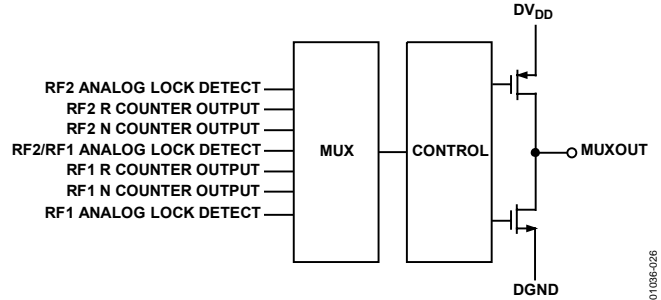 DVDD
RF2 ANALOG LOCK DETECT
RF2 R COUNTER OUTPUT
RF2 N COUNTER OUTPUT
RF2/RF1 ANALOG LOCK DETECT
RF1 R COUNTER OUTPUT
RF1 N COUNTER OUTPUT
RF1 ANALOG LOCK DETECT
MUX
CONTROL
MUXOUT
DGND
01036-026